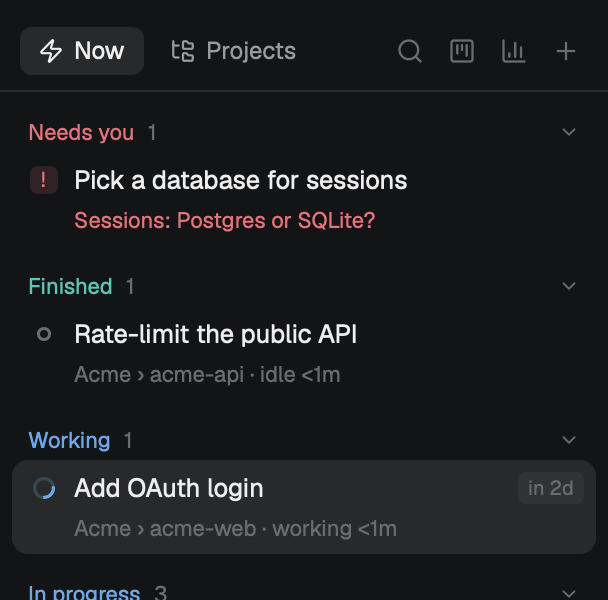 Now Projects
Needs you 1
! Pick a database for sessions
Sessions: Postgres or SQLite?
Finished 1
Rate-limit the public API
Acme › acme-api · idle <1m
Working 1
Add OAuth login in 2d
Acme › acme-web · working <1m
In progress 3